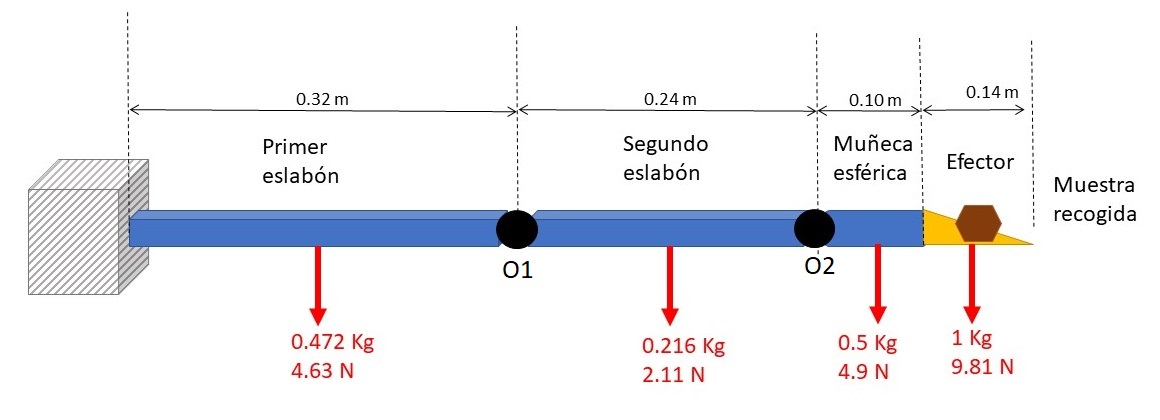 0.32 m
0.24 m
0.10 m
0.14 m
Primer
eslabón
Segundo
eslabón
Muñeca
esférica
Efector
Muestra
recogida
O1
O2
0.472 Kg
4.63 N
0.216 Kg
2.11 N
0.5 Kg
4.9 N
1 Kg
9.81 N